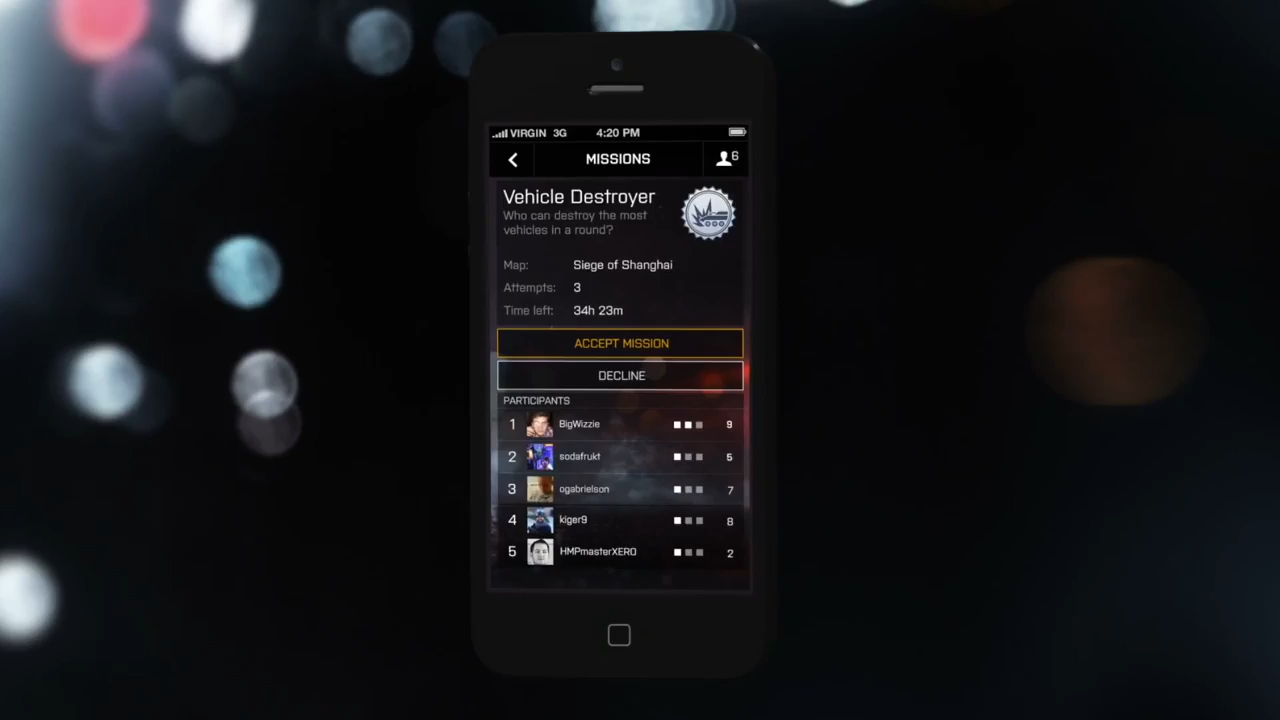 VIRGIN 3G 4:20 PM
MISSIONS 6
Vehicle Destroyer
Who can destroy the most
vehicles in a round?
Map: Siege of Shanghai
Attempts: 3
Time left: 34h 23m
ACCEPT MISSION
DECLINE
PARTICIPANTS
1 BigWizzie 9
2 sodafrukt 5
3 ogabrielson 7
4 kiger9 8
5 HMPmasterXERO 2